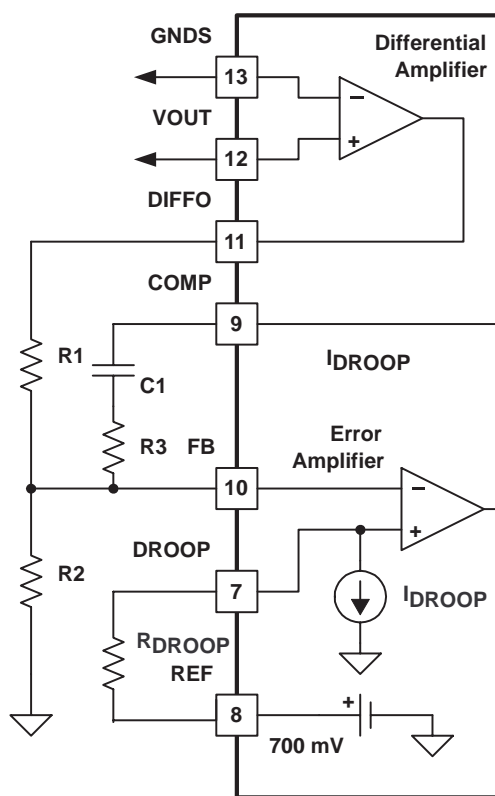 GNDS
Differential
Amplifier
13
VOUT
12
DIFFO
11
COMP
9
IDROOP
R1
C1
R3
FB
Error
Amplifier
10
DROOP
R2
7
IDROOP
RDROOP
REF
8
700 mV
− 
+
−
+
+